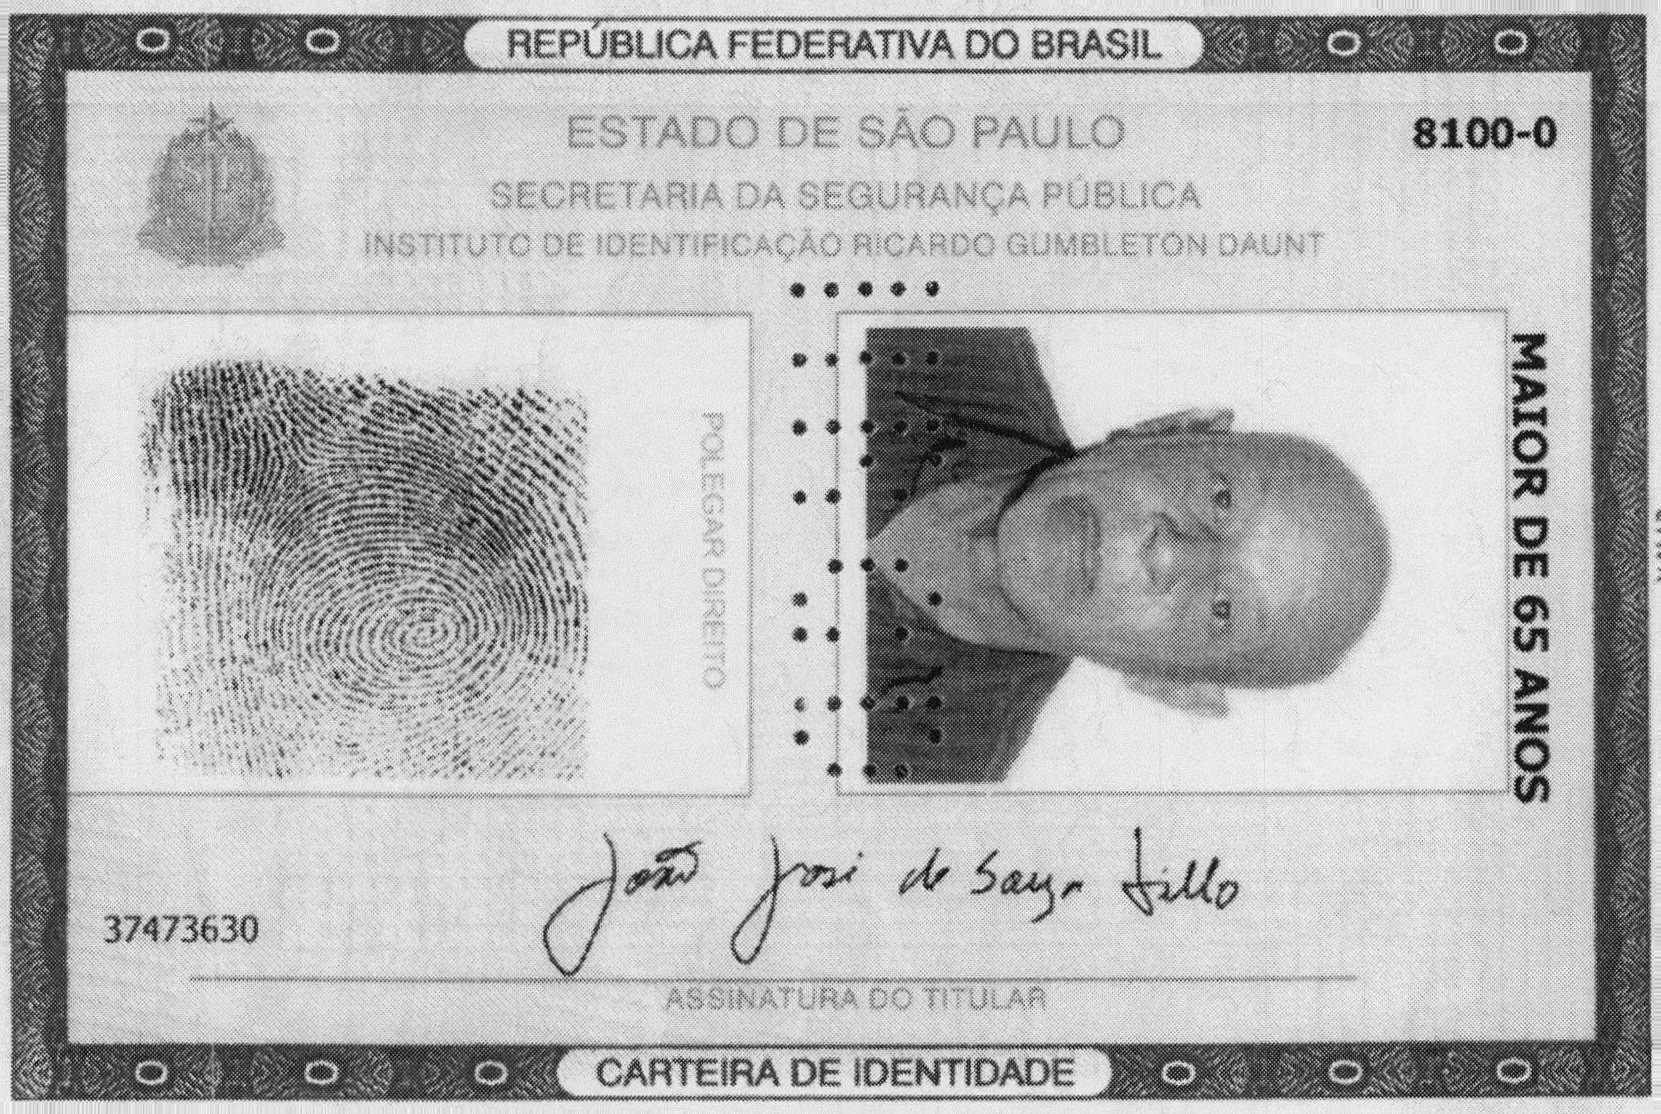 REPÚBLICA FEDERATIVA DO BRASIL
ESTADO DE SÃO PAULO
8100-0
SECRETARIA DA SEGURANÇA PÚBLICA
INSTITUTO DE IDENTIFICAÇÃO RICARDO GUMBLETON DAUNT
POLEGAR DIREITO
MAIOR DE 65 ANOS
João José de Souza Filho
37473630
ASSINATURA DO TITULAR
CARTEIRA DE IDENTIDADE